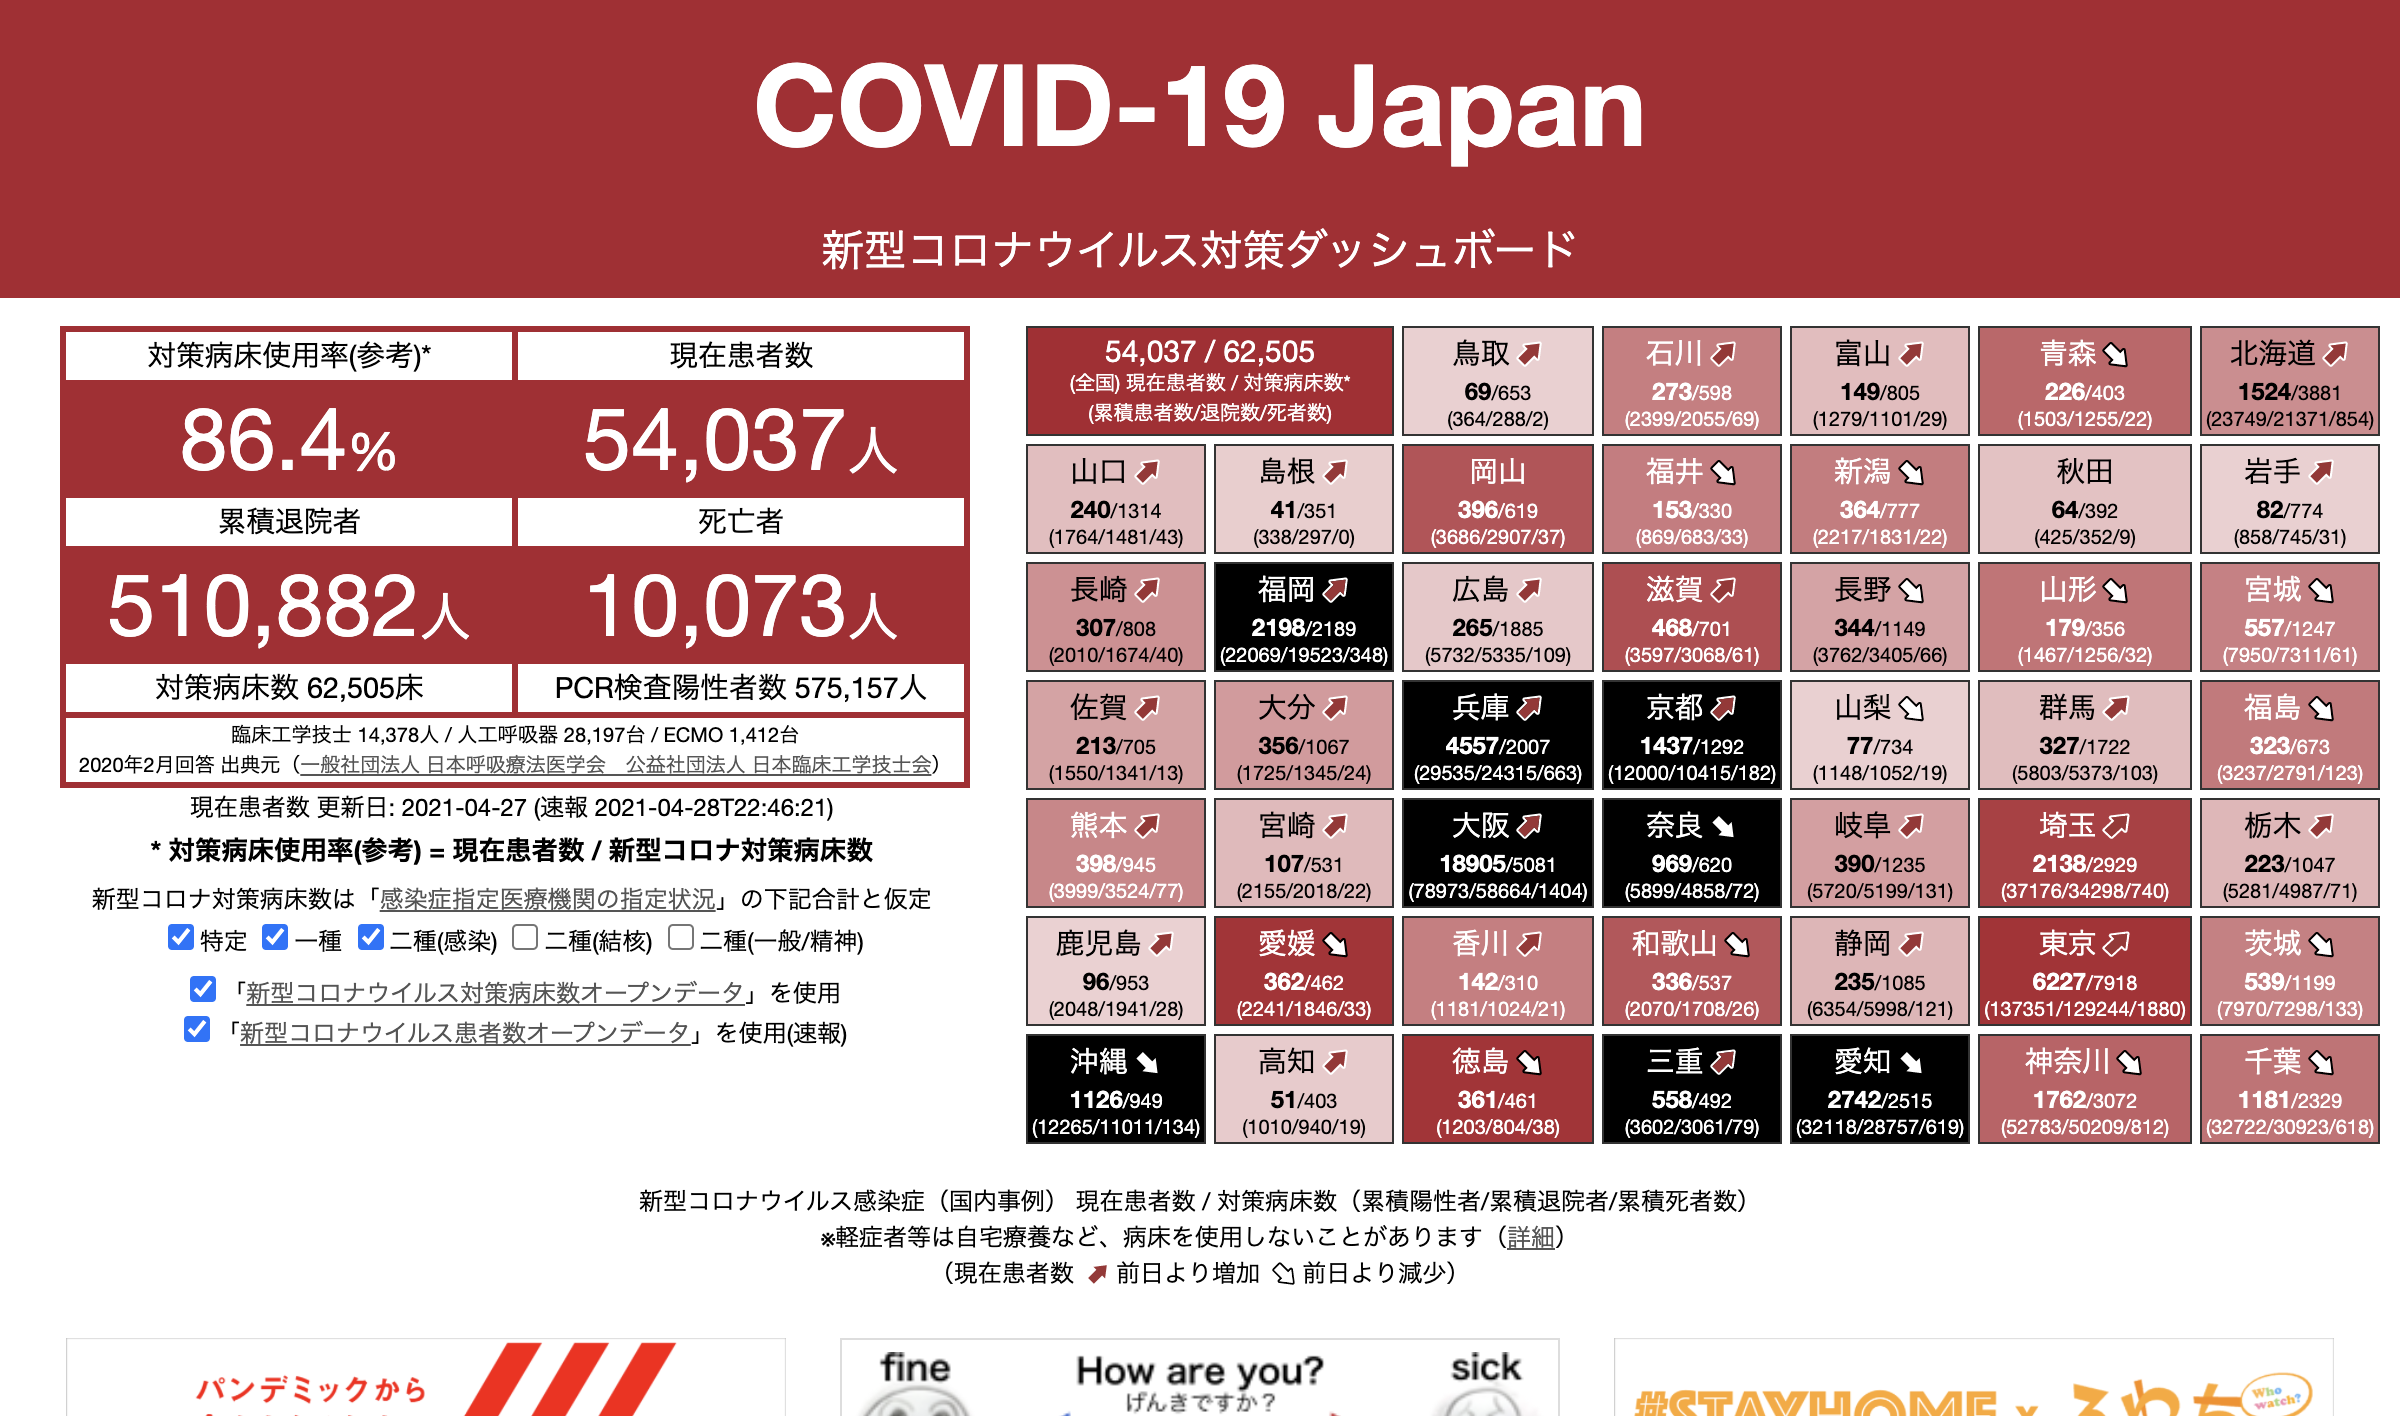 COVID-19 Japan
新型コロナウイルス対策ダッシュボード
対策病床使用率(参考)*
現在患者数
86.4%
54,037人
累積退院者
死亡者
510,882人
10,073人
対策病床数 62,505床
PCR検査陽性者数 575,157人
臨床工学技士 14,378人 / 人工呼吸器 28,197台 / ECMO 1,412台
2020年2月回答 出典元（一般社団法人 日本呼吸療法医学会　公益社団法人 日本臨床工学技士会）
現在患者数 更新日: 2021-04-27 (速報 2021-04-28T22:46:21)
* 対策病床使用率(参考) = 現在患者数 / 新型コロナ対策病床数
新型コロナ対策病床数は「感染症指定医療機関の指定状況」の下記合計と仮定
特定 一種 二種(感染) 二種(結核) 二種(一般/精神)
「新型コロナウイルス対策病床数オープンデータ」を使用
「新型コロナウイルス患者数オープンデータ」を使用(速報)
54,037 / 62,505
(全国) 現在患者数 / 対策病床数*
(累積患者数/退院数/死者数)
鳥取
69/653
(364/288/2)
石川
273/598
(2399/2055/69)
富山
149/805
(1279/1101/29)
青森
226/403
(1503/1255/22)
北海道
1524/3881
(23749/21371/854)
山口
240/1314
(1764/1481/43)
島根
41/351
(338/297/0)
岡山
396/619
(3686/2907/37)
福井
153/330
(869/683/33)
新潟
364/777
(2217/1831/22)
秋田
64/392
(425/352/9)
岩手
82/774
(858/745/31)
長崎
307/808
(2010/1674/40)
福岡
2198/2189
(22069/19523/348)
広島
265/1885
(5732/5335/109)
滋賀
468/701
(3597/3068/61)
長野
344/1149
(3762/3405/66)
山形
179/356
(1467/1256/32)
宮城
557/1247
(7950/7311/61)
佐賀
213/705
(1550/1341/13)
大分
356/1067
(1725/1345/24)
兵庫
4557/2007
(29535/24315/663)
京都
1437/1292
(12000/10415/182)
山梨
77/734
(1148/1052/19)
群馬
327/1722
(5803/5373/103)
福島
323/673
(3237/2791/123)
熊本
398/945
(3999/3524/77)
宮崎
107/531
(2155/2018/22)
大阪
18905/5081
(78973/58664/1404)
奈良
969/620
(5899/4858/72)
岐阜
390/1235
(5720/5199/131)
埼玉
2138/2929
(37176/34298/740)
栃木
223/1047
(5281/4987/71)
鹿児島
96/953
(2048/1941/28)
愛媛
362/462
(2241/1846/33)
香川
142/310
(1181/1024/21)
和歌山
336/537
(2070/1708/26)
静岡
235/1085
(6354/5998/121)
東京
6227/7918
(137351/129244/1880)
茨城
539/1199
(7970/7298/133)
沖縄
1126/949
(12265/11011/134)
高知
51/403
(1010/940/19)
徳島
361/461
(1203/804/38)
三重
558/492
(3602/3061/79)
愛知
2742/2515
(32118/28757/619)
神奈川
1762/3072
(52783/50209/812)
千葉
1181/2329
(32722/30923/618)
新型コロナウイルス感染症（国内事例） 現在患者数 / 対策病床数（累積陽性者/累積退院者/累積死者数）
※軽症者等は自宅療養など、病床を使用しないことがあります（詳細）
（現在患者数 前日より増加 前日より減少）
パンデミックから
fine
How are you?
sick
げんきですか？
#STAYHOME x
Who watch?